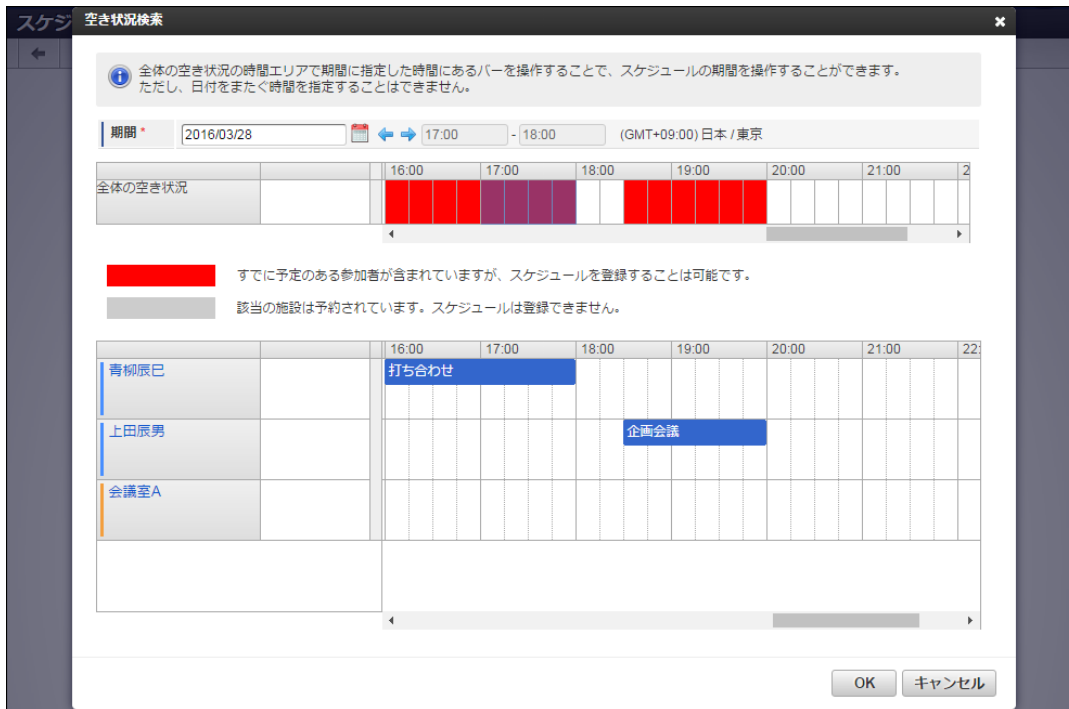 スケジ
空き状況検索
全体の空き状況の時間エリアで期間に指定した時間にあるバーを操作することで、スケジュールの期間を操作することができます。
ただし、日付をまたぐ時間を指定することはできません。
期間 * 2016/03/28 17:00 - 18:00 (GMT+09:00) 日本 / 東京
16:00 17:00 18:00 19:00 20:00 21:00 2
全体の空き状況
すでに予定のある参加者が含まれていますが、スケジュールを登録することは可能です。
該当の施設は予約されています。スケジュールは登録できません。
16:00 17:00 18:00 19:00 20:00 21:00 22:
青柳辰巳 打ち合わせ
上田辰男 企画会議
会議室A
OK キャンセル